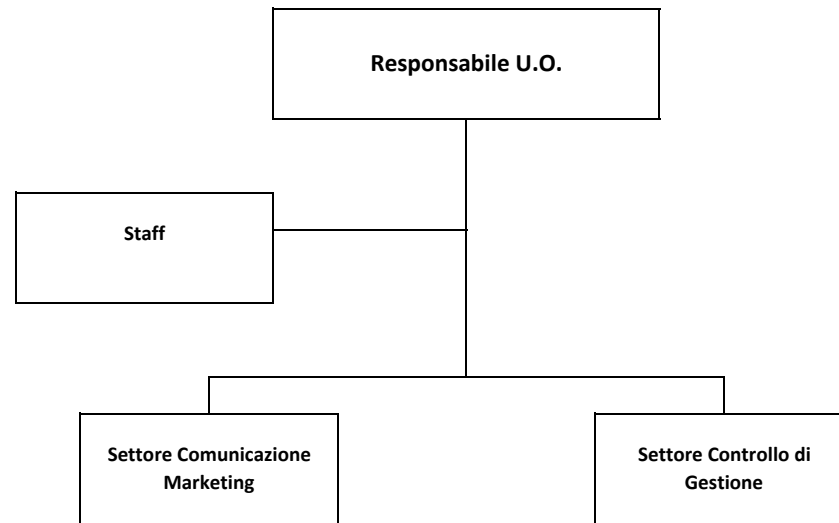 Responsabile U.O.
Staff
Settore Comunicazione
Marketing
Settore Controllo di
Gestione